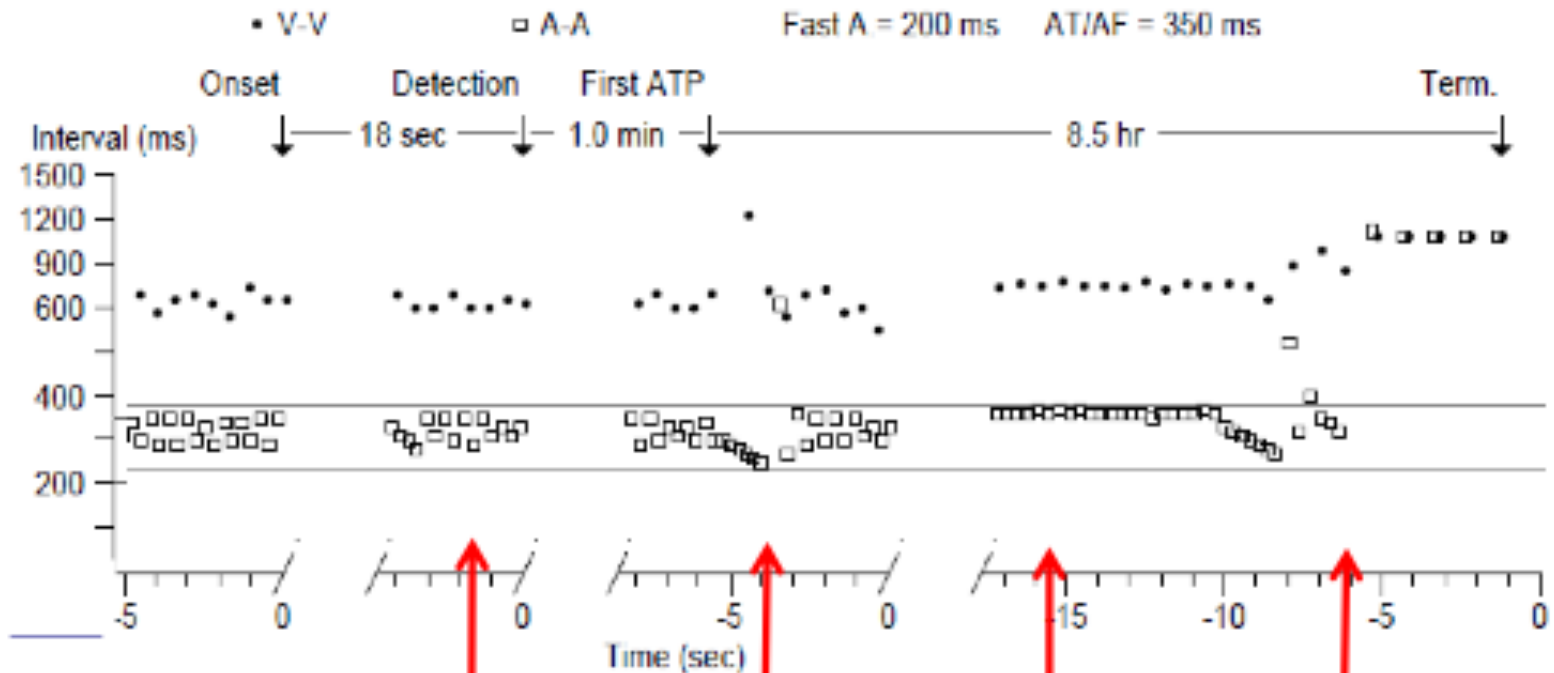 V-V A-A Fast A = 200 ms AT/AF = 350 ms
Onset Detection First ATP Term.
Interval (ms) 18 sec 1.0 min 8.5 hr
1500
1200
900
600
400
200
-5 0 0 -5 0 -15 -10 -5 0
Time (sec)